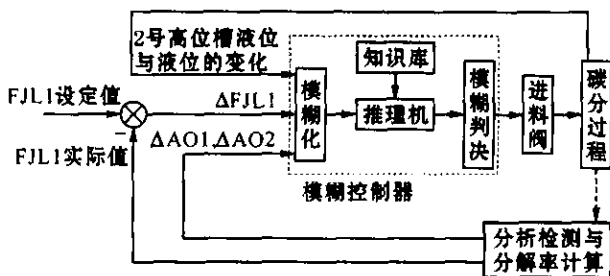 2号高位槽液位
与液位的变化
FJL1设定值
−
FJL1实际值
ΔFJL1
ΔAO1,ΔAO2
模糊化
知识库
推理机
模糊判决
模糊控制器
进料阀
碳分过程
分析检测与
分解率计算